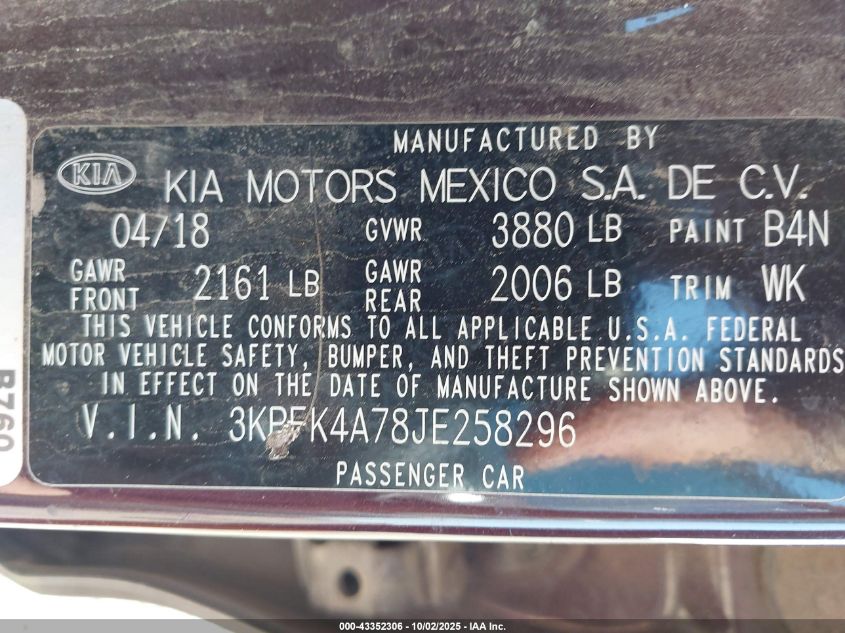 MANUFACTURED BY
KIA KIA MOTORS MEXICO S.A. DE C.V.
04/18 GVWR 3880 LB PAINT B4N
GAWR FRONT 2161 LB GAWR REAR 2006 LB TRIM WK
THIS VEHICLE CONFORMS TO ALL APPLICABLE U.S.A. FEDERAL
MOTOR VEHICLE SAFETY, BUMPER, AND THEFT PREVENTION STANDARDS
IN EFFECT ON THE DATE OF MANUFACTURE SHOWN ABOVE.
V.I.N. 3KPFK4A78JE258296
PASSENGER CAR
B760
000-43352306 - 10/02/2025 - IAA Inc.